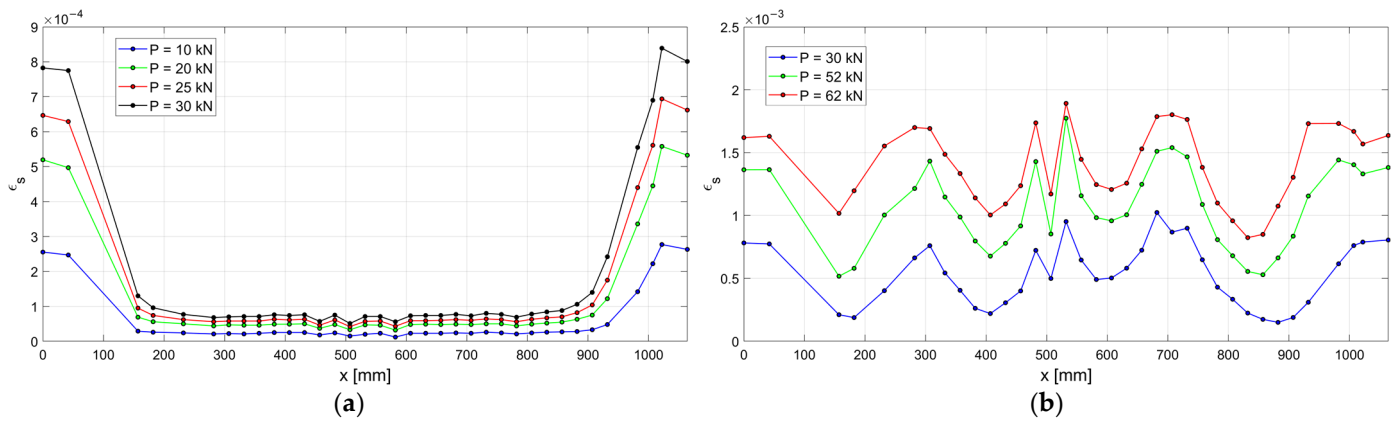 ×10⁻⁴
9
8
7
6
5
4
3
2
1
0
ϵs
P = 10 kN
P = 20 kN
P = 25 kN
P = 30 kN
0 100 200 300 400 500 600 700 800 900 1000
x [mm]
(a)
×10⁻³
2.5
2
1.5
1
0.5
0
ϵs
P = 30 kN
P = 52 kN
P = 62 kN
0 100 200 300 400 500 600 700 800 900 1000
x [mm]
(b)